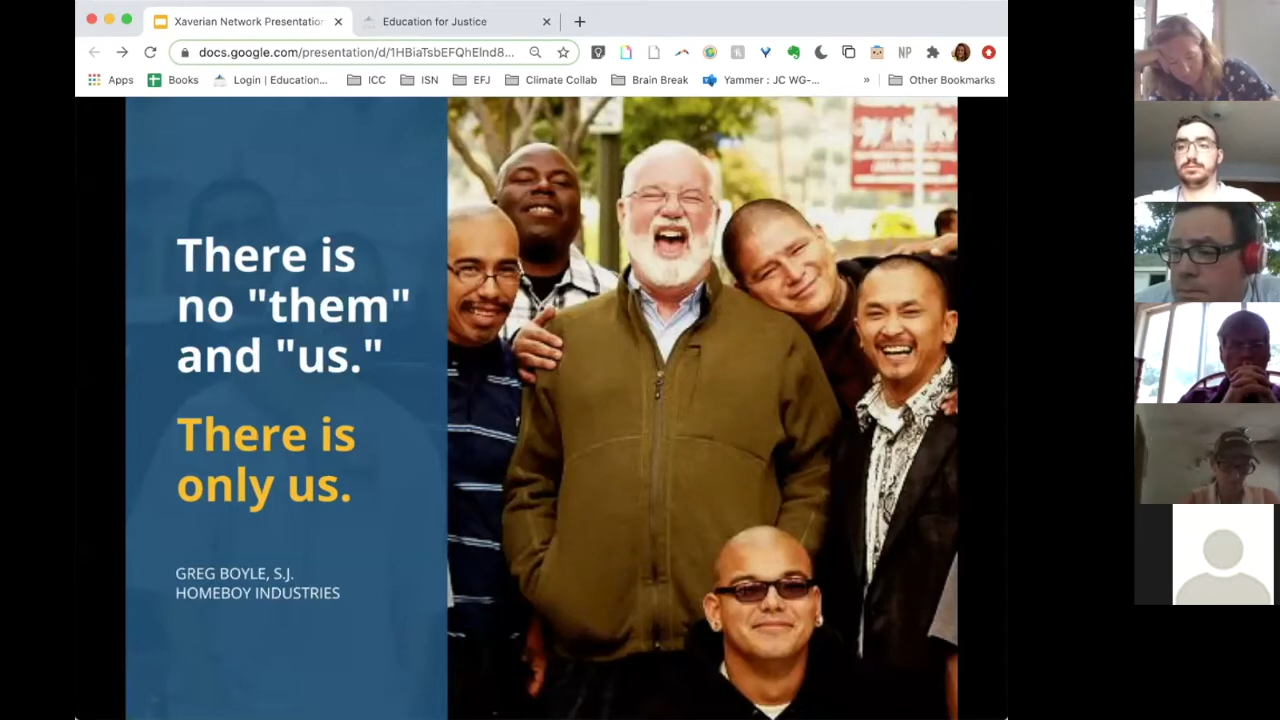 Xaverian Network Presentation
Education for Justice
docs.google.com/presentation/d/1HBiaTsbEFQhEInd8...
NP
Apps
Books
Login | Education...
ICC
ISN
EFJ
Climate Collab
Brain Break
Yammer : JC WG-...
»
Other Bookmarks
There is
no "them"
and "us."
There is
only us.
GREG BOYLE, S.J.
HOMEBOY INDUSTRIES